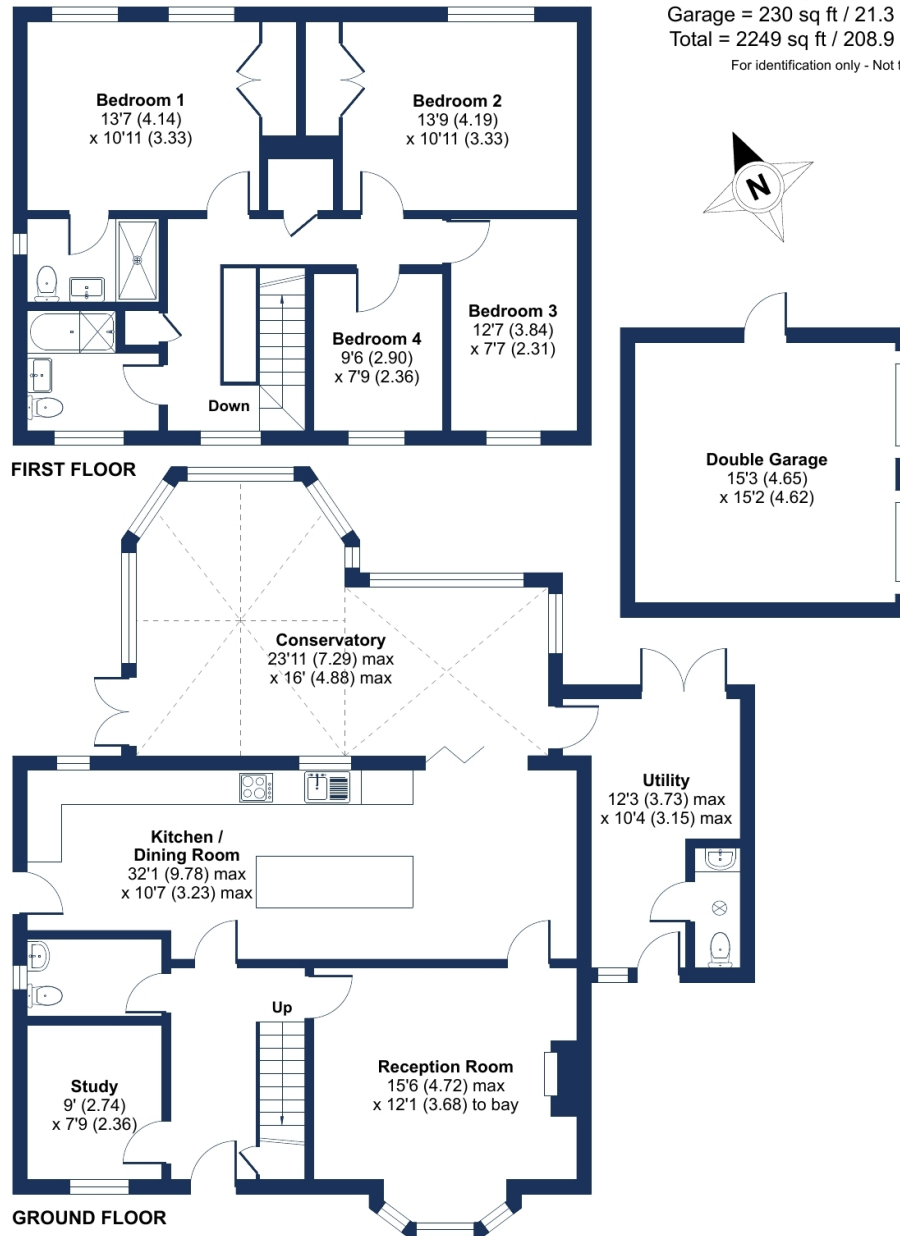 Garage = 230 sq ft / 21.3
Total = 2249 sq ft / 208.9
For identification only - Not
Bedroom 1
13'7 (4.14)
x 10'11 (3.33)
Bedroom 2
13'9 (4.19)
x 10'11 (3.33)
N
Bedroom 3
12'7 (3.84)
x 7'7 (2.31)
Bedroom 4
9'6 (2.90)
x 7'9 (2.36)
Down
FIRST FLOOR
Double Garage
15'3 (4.65)
x 15'2 (4.62)
Conservatory
23'11 (7.29) max
x 16' (4.88) max
Utility
12'3 (3.73) max
x 10'4 (3.15) max
Kitchen /
Dining Room
32'1 (9.78) max
x 10'7 (3.23) max
Up
Reception Room
15'6 (4.72) max
x 12'1 (3.68) to bay
Study
9' (2.74)
x 7'9 (2.36)
GROUND FLOOR